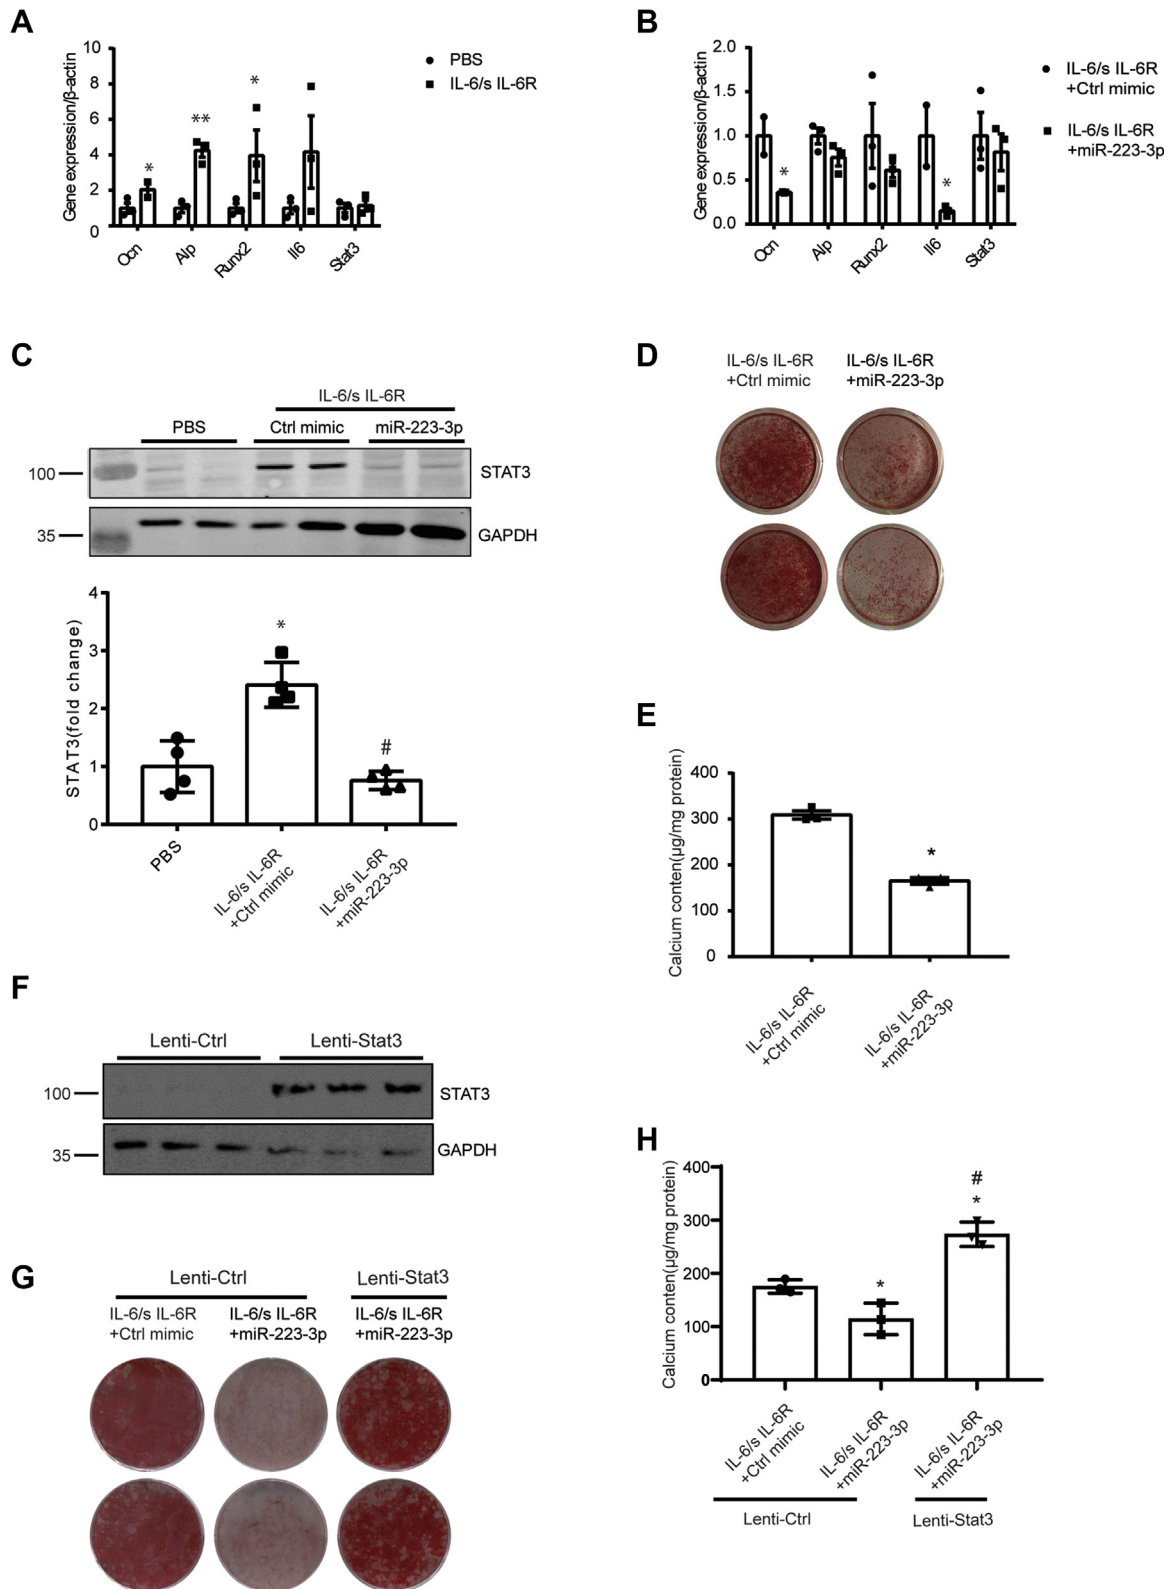 A
Gene expression/β-actin
10
8
6
4
2
0
*
**
*
Ocn
Alp
Runx2
Il6
Stat3
PBS
IL-6/s IL-6R
B
Gene expression/β-actin
2.0
1.5
1.0
0.5
0.0
*
*
Ocn
Alp
Runx2
Il6
Stat3
IL-6/s IL-6R
+Ctrl mimic
IL-6/s IL-6R
+miR-223-3p
C
IL-6/s IL-6R
PBS
Ctrl mimic
miR-223-3p
100
STAT3
35
GAPDH
STAT3(fold change)
4
3
2
1
0
*
#
PBS
IL-6/s IL-6R
+Ctrl mimic
IL-6/s IL-6R
+miR-223-3p
D
IL-6/s IL-6R
+Ctrl mimic
IL-6/s IL-6R
+miR-223-3p
E
Calcium conten(μg/mg protein)
400
300
200
100
0
*
IL-6/s IL-6R
+Ctrl mimic
IL-6/s IL-6R
+miR-223-3p
F
Lenti-Ctrl
Lenti-Stat3
100
STAT3
35
GAPDH
G
Lenti-Ctrl
Lenti-Stat3
IL-6/s IL-6R
+Ctrl mimic
IL-6/s IL-6R
+miR-223-3p
IL-6/s IL-6R
+miR-223-3p
H
Calcium conten(μg/mg protein)
400
300
200
100
0
*
#
*
IL-6/s IL-6R
+Ctrl mimic
IL-6/s IL-6R
+miR-223-3p
IL-6/s IL-6R
+miR-223-3p
Lenti-Ctrl
Lenti-Stat3